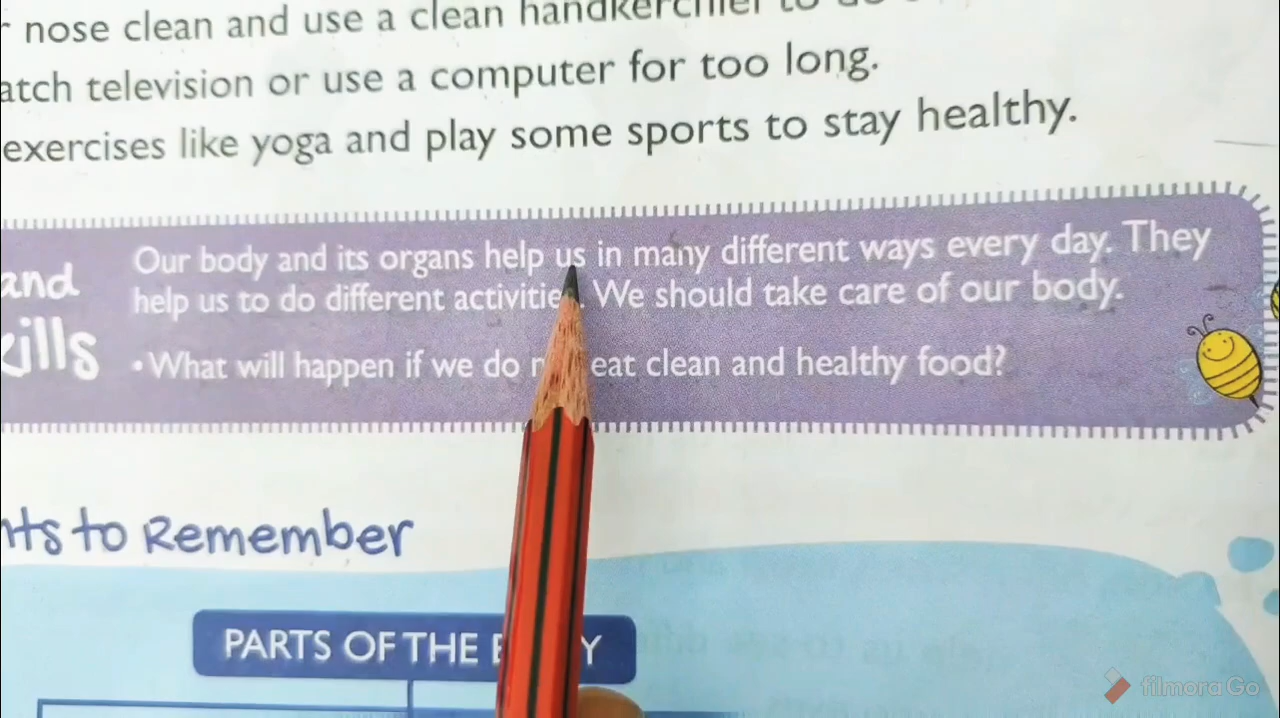 r nose clean and use a clean handkerchief to do
atch television or use a computer for too long.
exercises like yoga and play some sports to stay healthy.
and
Our body and its organs help us in many different ways every day. They
help us to do different activitie. We should take care of our body.
ills
•What will happen if we do n eat clean and healthy food?
nts to Remember
PARTS OF THE B Y
filmora Go